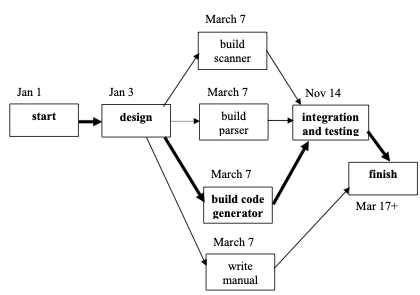 March 7
build
scanner
Jan 1
start
Jan 3
design
March 7
build
parser
Nov 14
integration
and testing
March 7
build code
generator
finish
Mar 17+
March 7
write
manual